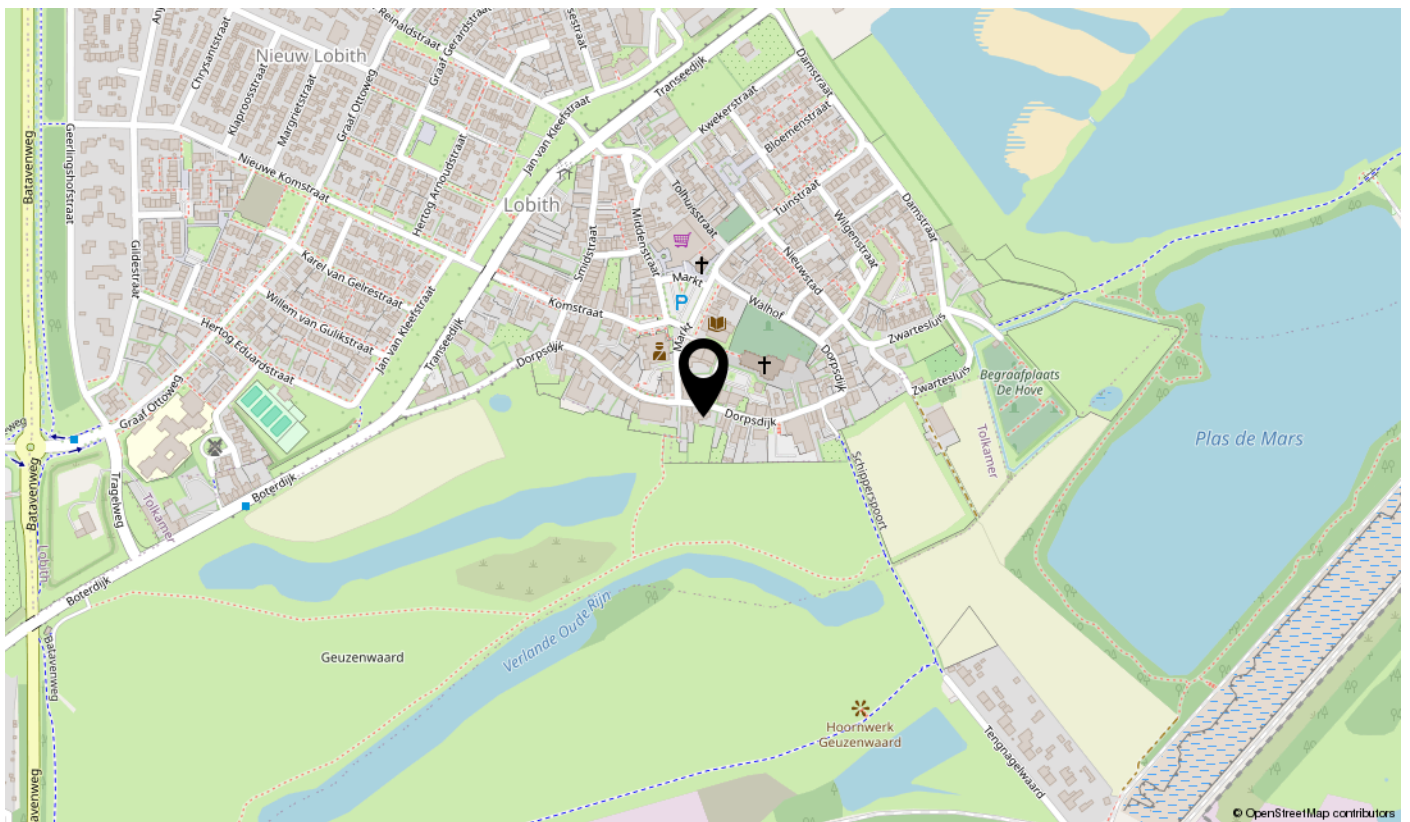 Nieuw Lobith
Reinaldstraat
Graaf Gerardstraat
Chrysantstraat
Klaproosstraat
Margrietstraat
Graaf Ottoweg
Transeedijk
Damstraat
Batavenweg
Geerlingshofstraat
Jan van Kleefstraat
Kwekerstraat
Bloemenstraat
Hertog Arnoudstraat
Nieuwe Komstraat
Lobith
Tolhuisstraat
Tuinstraat
Middenstraat
Smidstraat
Wilgenstraat
Damstraat
Gildestraat
Karel van Gelrestraat
Nieuwstad
Markt
Willem van Gulikstraat
Komstraat
P
Walhof
Jan van Kleefstraat
Transeedijk
Hertog Eduardstraat
Markt
Dorpsdijk
Dorpsdijk
Zwartesluis
Zwartesluis
Begraafplaats
De Hove
Graaf Ottoweg
Dorpsdijk
Plas de Mars
Tolkamer
Batavenweg
Tragelweg
Tolkamer
Boterdijk
Schipperspoort
Lobith
Boterdijk
Verlande Oude Rijn
Batavenweg
Geuzenwaard
Hoornwerk
Geuzenwaard
Tengnagelwaard
avenweg
© OpenStreetMap contributors